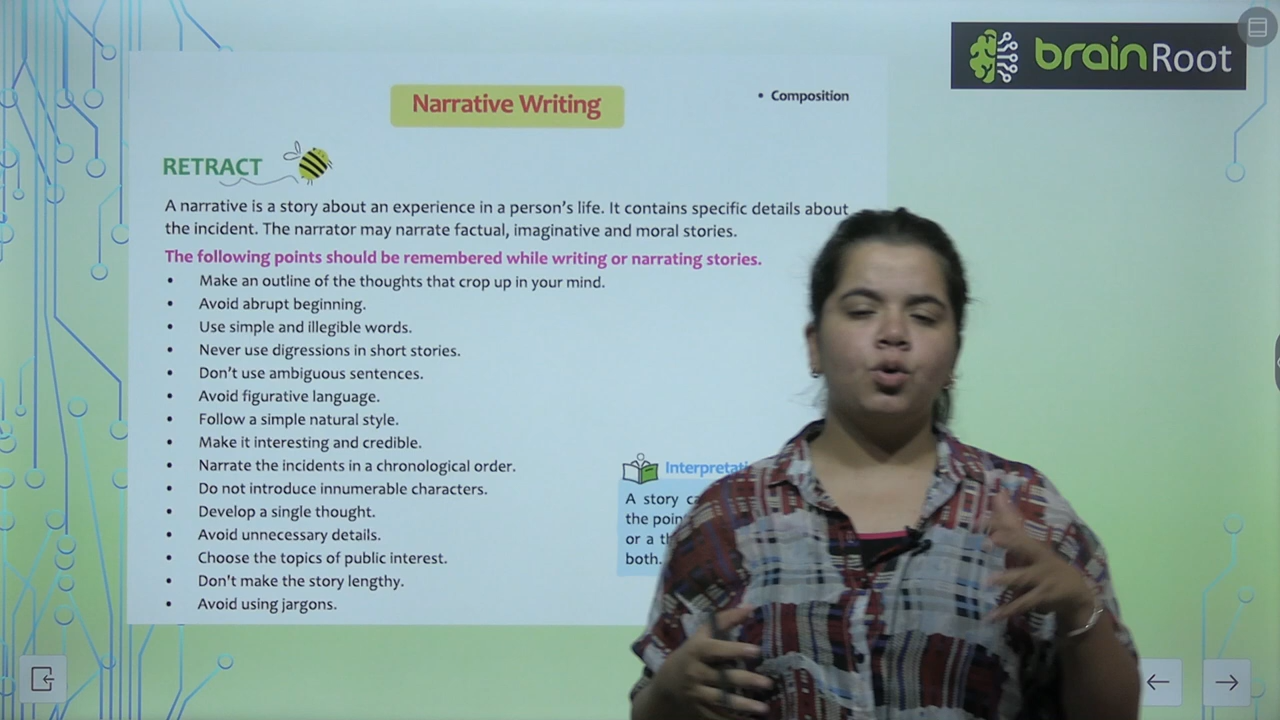 brainRoot
Narrative Writing
• Composition
RETRACT
A narrative is a story about an experience in a person's life. It contains specific details about
the incident. The narrator may narrate factual, imaginative and moral stories.
The following points should be remembered while writing or narrating stories.
• Make an outline of the thoughts that crop up in your mind.
• Avoid abrupt beginning.
• Use simple and illegible words.
• Never use digressions in short stories.
• Don't use ambiguous sentences.
• Avoid figurative language.
• Follow a simple natural style.
• Make it interesting and credible.
• Narrate the incidents in a chronological order.
• Do not introduce innumerable characters.
• Develop a single thought.
• Avoid unnecessary details.
• Choose the topics of public interest.
• Don't make the story lengthy.
• Avoid using jargons.
A story
the
or a
both.